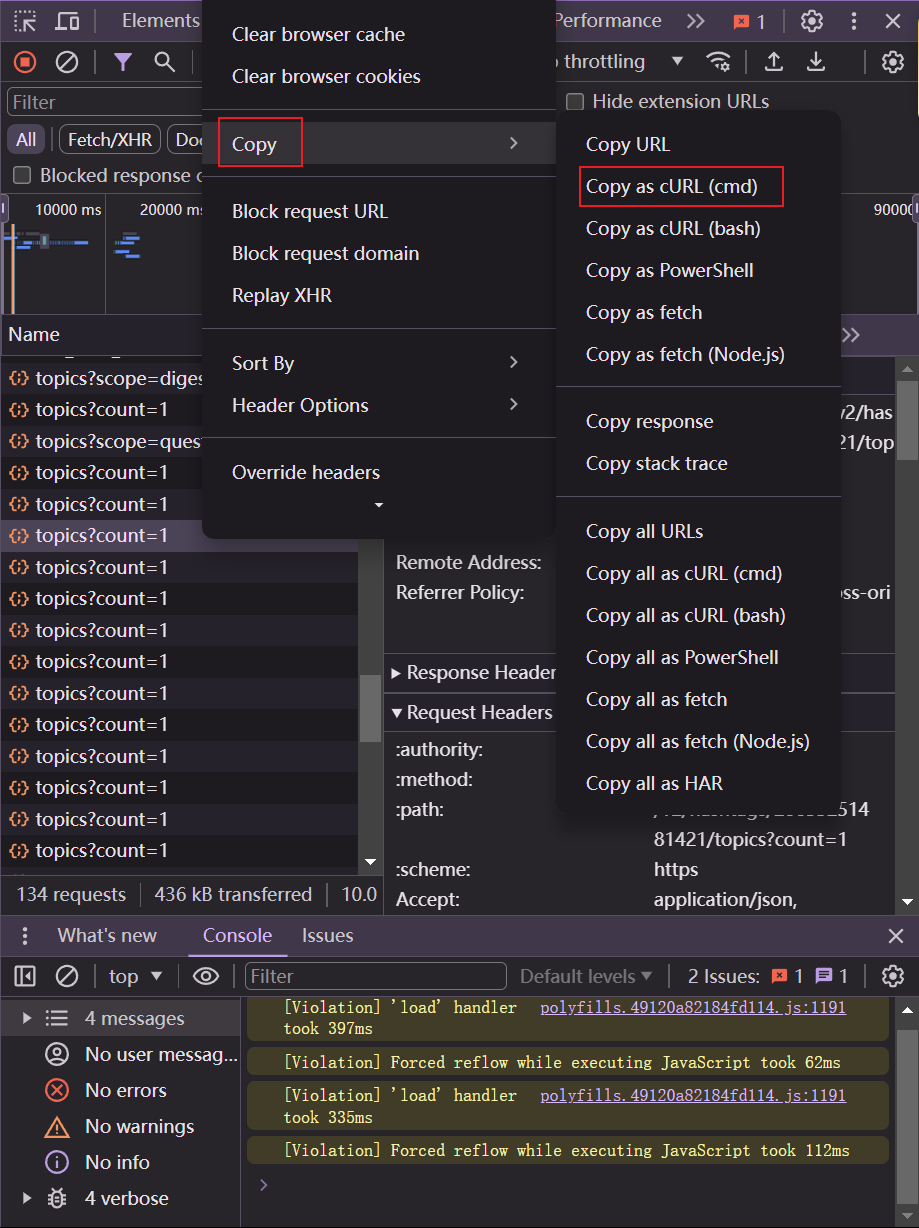 Elements
Performance
1
throttling
Filter
Hide extension URLs
All
Fetch/XHR
Doc
Blocked response c
10000 ms
20000 ms
90000
Name
topics?scope=diges
topics?count=1
topics?scope=quest
topics?count=1
topics?count=1
topics?count=1
topics?count=1
topics?count=1
topics?count=1
topics?count=1
topics?count=1
topics?count=1
topics?count=1
topics?count=1
topics?count=1
topics?count=1
134 requests
436 kB transferred
10.0
Clear browser cache
Clear browser cookies
Copy
Block request URL
Block request domain
Replay XHR
Sort By
Header Options
Override headers
Copy URL
Copy as cURL (cmd)
Copy as cURL (bash)
Copy as PowerShell
Copy as fetch
Copy as fetch (Node.js)
Copy response
Copy stack trace
Copy all URLs
Copy all as cURL (cmd)
Copy all as cURL (bash)
Copy all as PowerShell
Copy all as fetch
Copy all as fetch (Node.js)
Copy all as HAR
v2/has
21/top
Remote Address:
Referrer Policy:
oss-ori
Response Header
Request Headers
:authority:
:method:
:path:
81421/topics?count=1
:scheme:
https
Accept:
application/json,
What's new
Console
Issues
top
Filter
Default levels
2 Issues:
1
1
4 messages
No user messag...
No errors
No warnings
No info
4 verbose
[Violation] 'load' handler polyfills.49120a82184fd114.js:1191
took 397ms
[Violation] Forced reflow while executing JavaScript took 62ms
[Violation] 'load' handler polyfills.49120a82184fd114.js:1191
took 335ms
[Violation] Forced reflow while executing JavaScript took 112ms